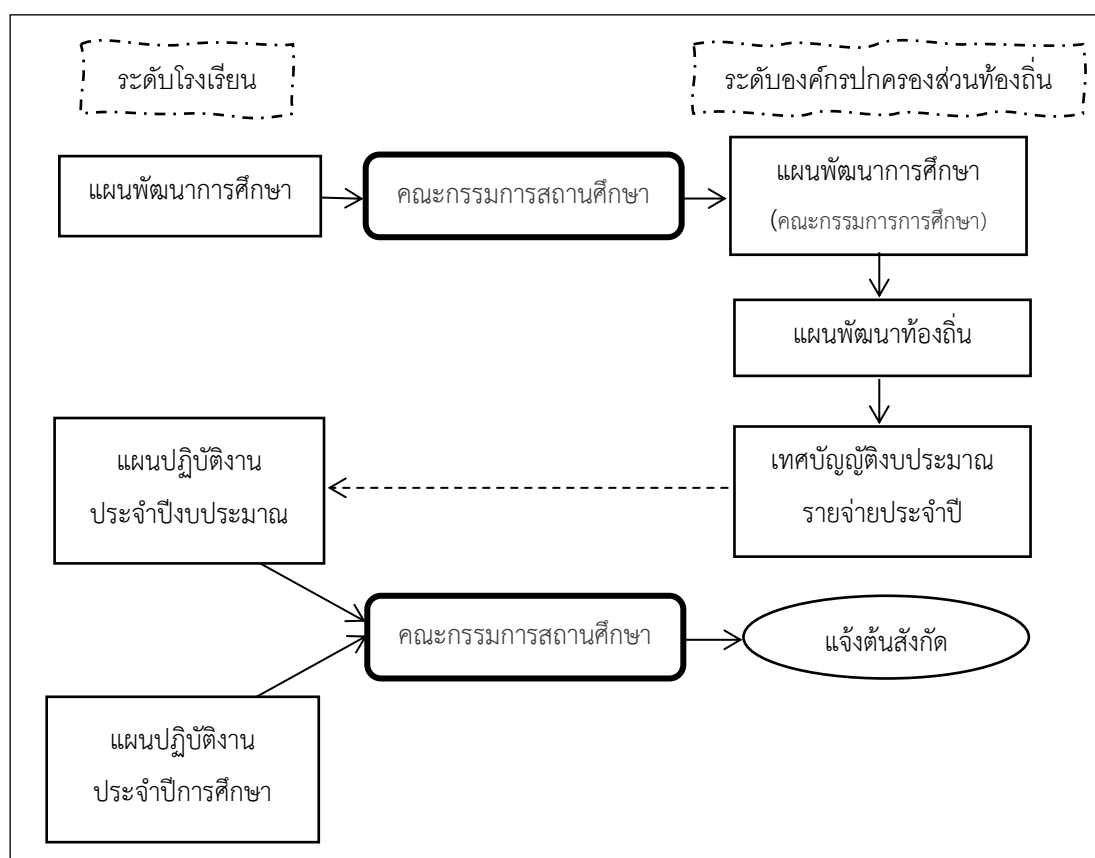 ระดับโรงเรียน
ระดับองค์กรปกครองส่วนท้องถิ่น
แผนพัฒนาการศึกษา
คณะกรรมการสถานศึกษา
แผนพัฒนาการศึกษา
(คณะกรรมการการศึกษา)
แผนพัฒนาท้องถิ่น
แผนปฏิบัติงาน
ประจำปีงบประมาณ
เทศบัญญัติงบประมาณ
รายจ่ายประจำปี
คณะกรรมการสถานศึกษา
แจ้งต้นสังกัด
แผนปฏิบัติงาน
ประจำปีการศึกษา